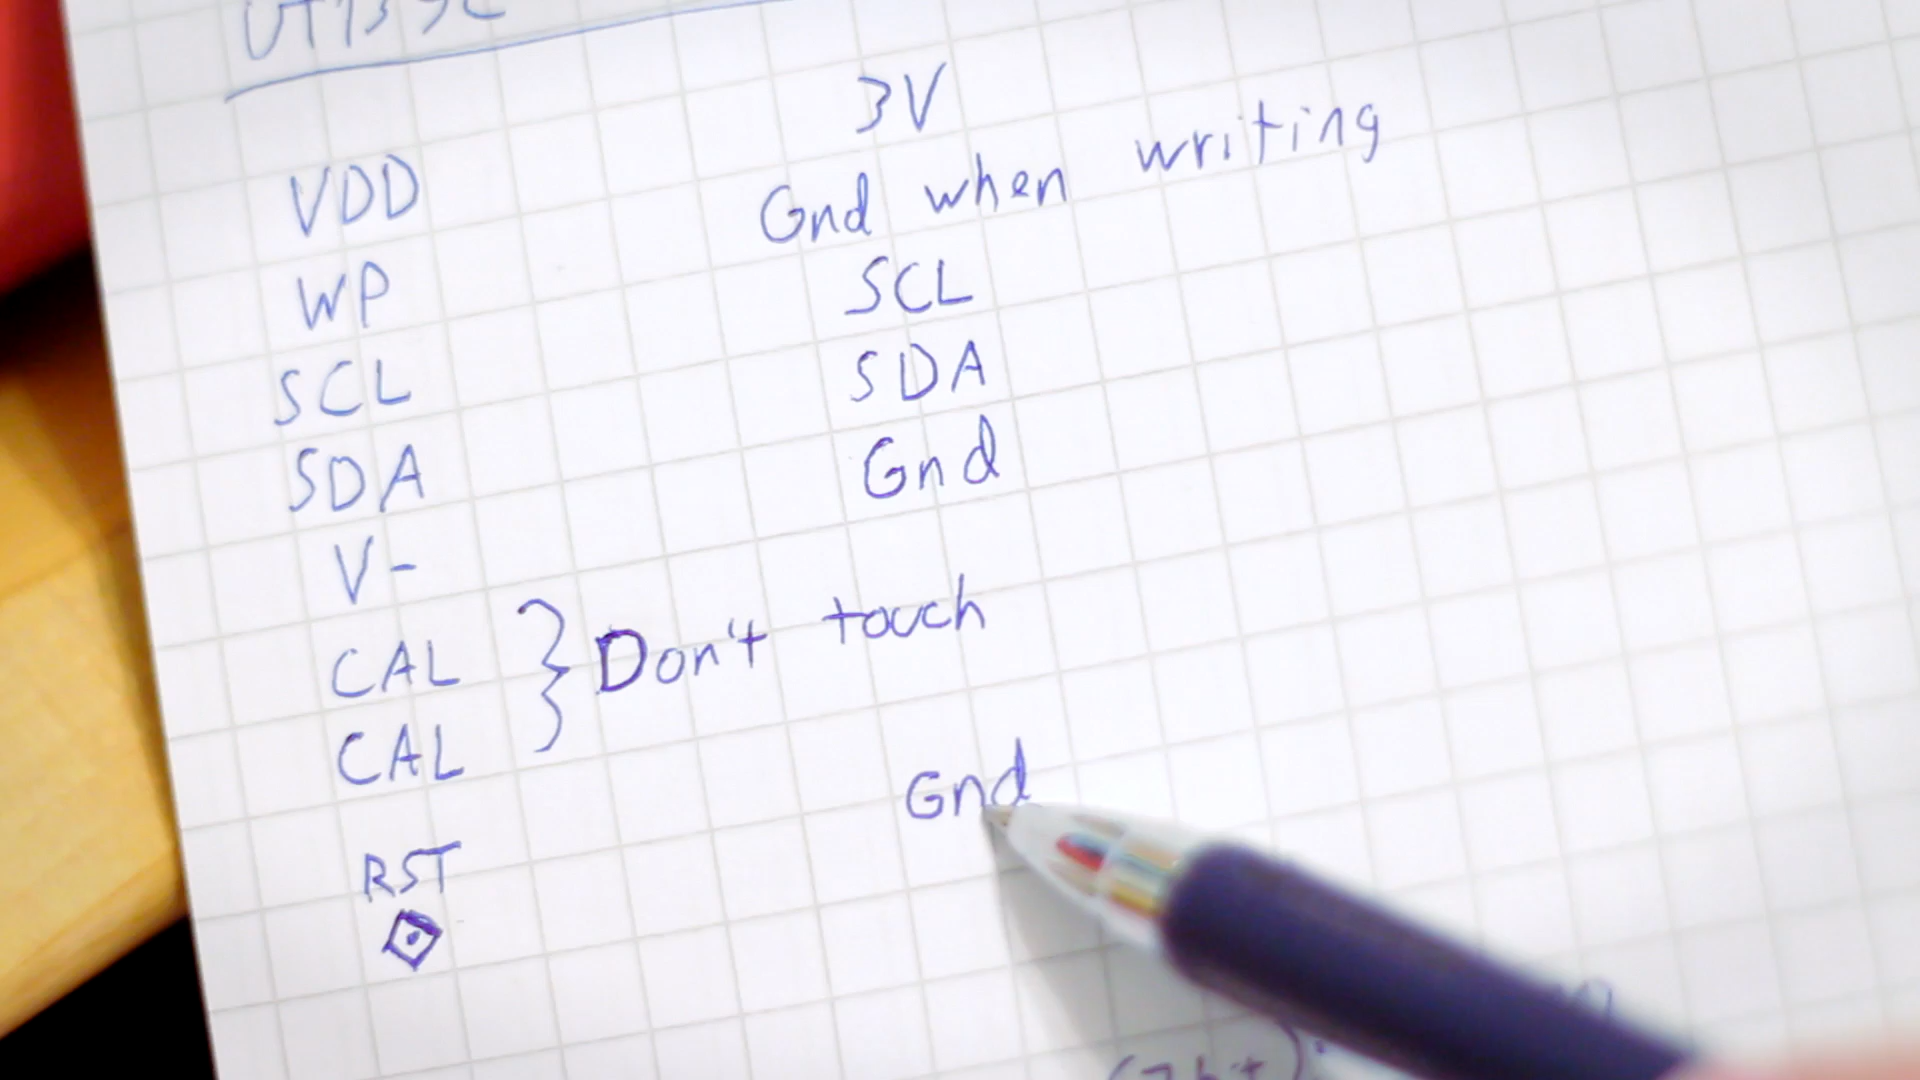 VDD 3V
WP Gnd when writing
SCL SCL
SDA SDA
V- Gnd
CAL } Don't touch
CAL
RST Gnd